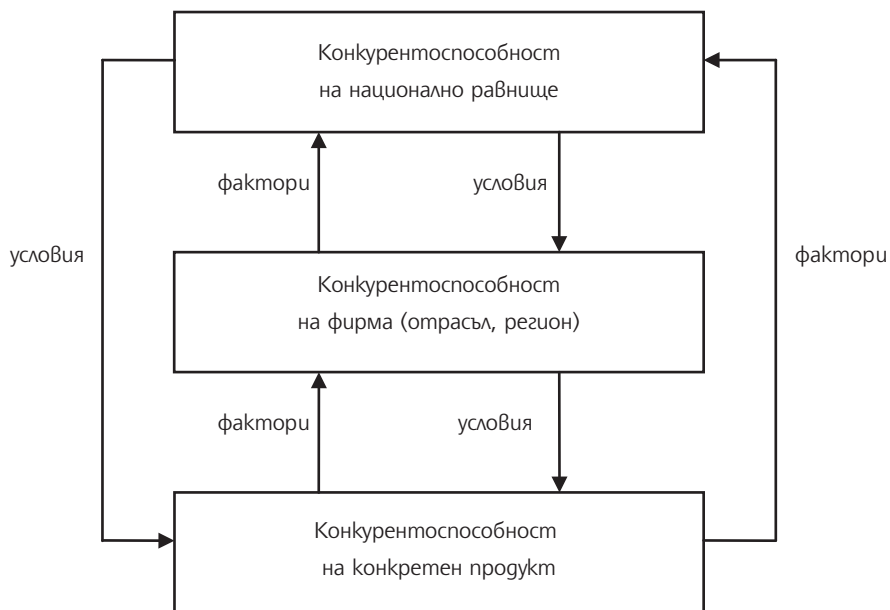 Конкурентоспособност
на национално равнище
фактори
условия
условия
фактори
Конкурентоспособност
на фирма (отрасъл, регион)
фактори
условия
Конкурентоспособност
на конкретен продукт